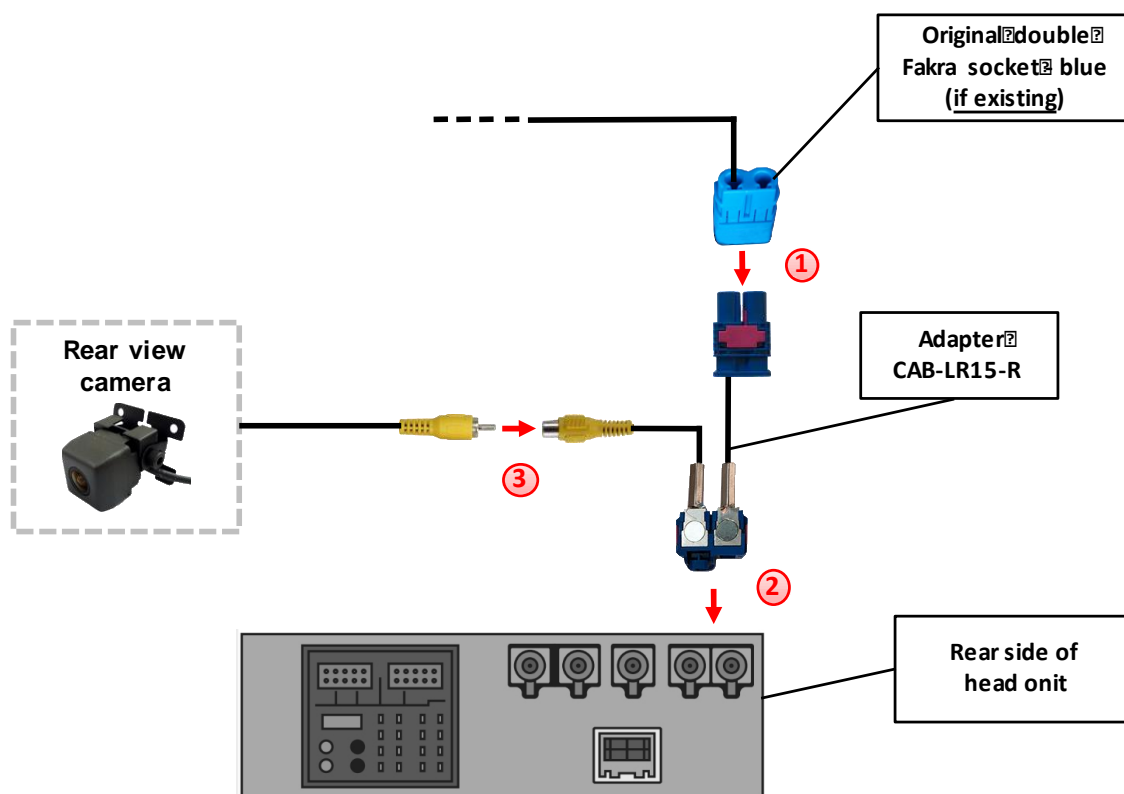 Original⍰double⍰
Fakra socket⍰ blue
(if existing)
1
Rear view
camera
Adapter⍰
CAB-LR15-R
3
2
Rear side of
head onit